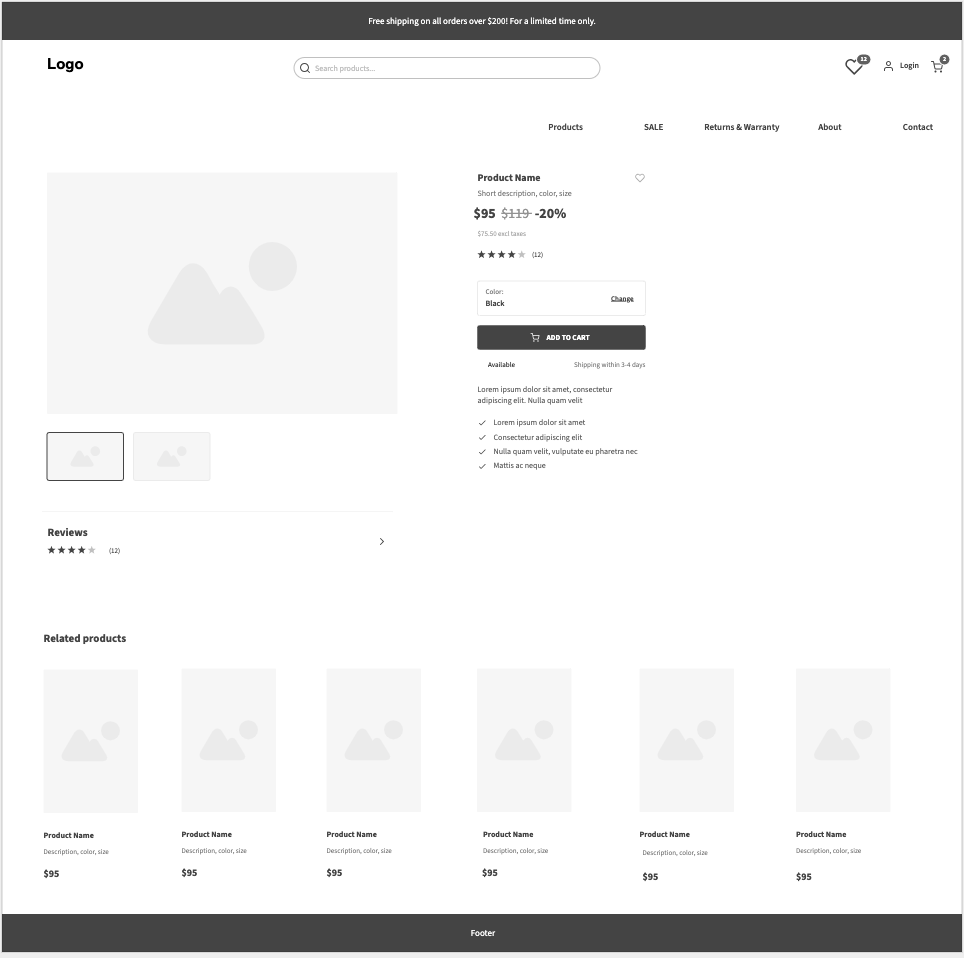 Free shipping on all orders over $200! For a limited time only.
Logo
Search products...
12
Login
2
Products SALE Returns & Warranty About Contact
Product Name
Short description, color, size
$95 $119 -20%
$75.50 excl taxes
(12)
Color:
Black
Change
ADD TO CART
Available Shipping within 3-4 days
Lorem ipsum dolor sit amet, consectetur
adipiscing elit. Nulla quam velit
Lorem ipsum dolor sit amet
Consectetur adipiscing elit
Nulla quam velit, vulputate eu pharetra nec
Mattis ac neque
Reviews
(12)
Related products
Product Name Product Name Product Name Product Name Product Name Product Name
Description, color, size Description, color, size Description, color, size Description, color, size Description, color, size Description, color, size
$95 $95 $95 $95 $95 $95
Footer